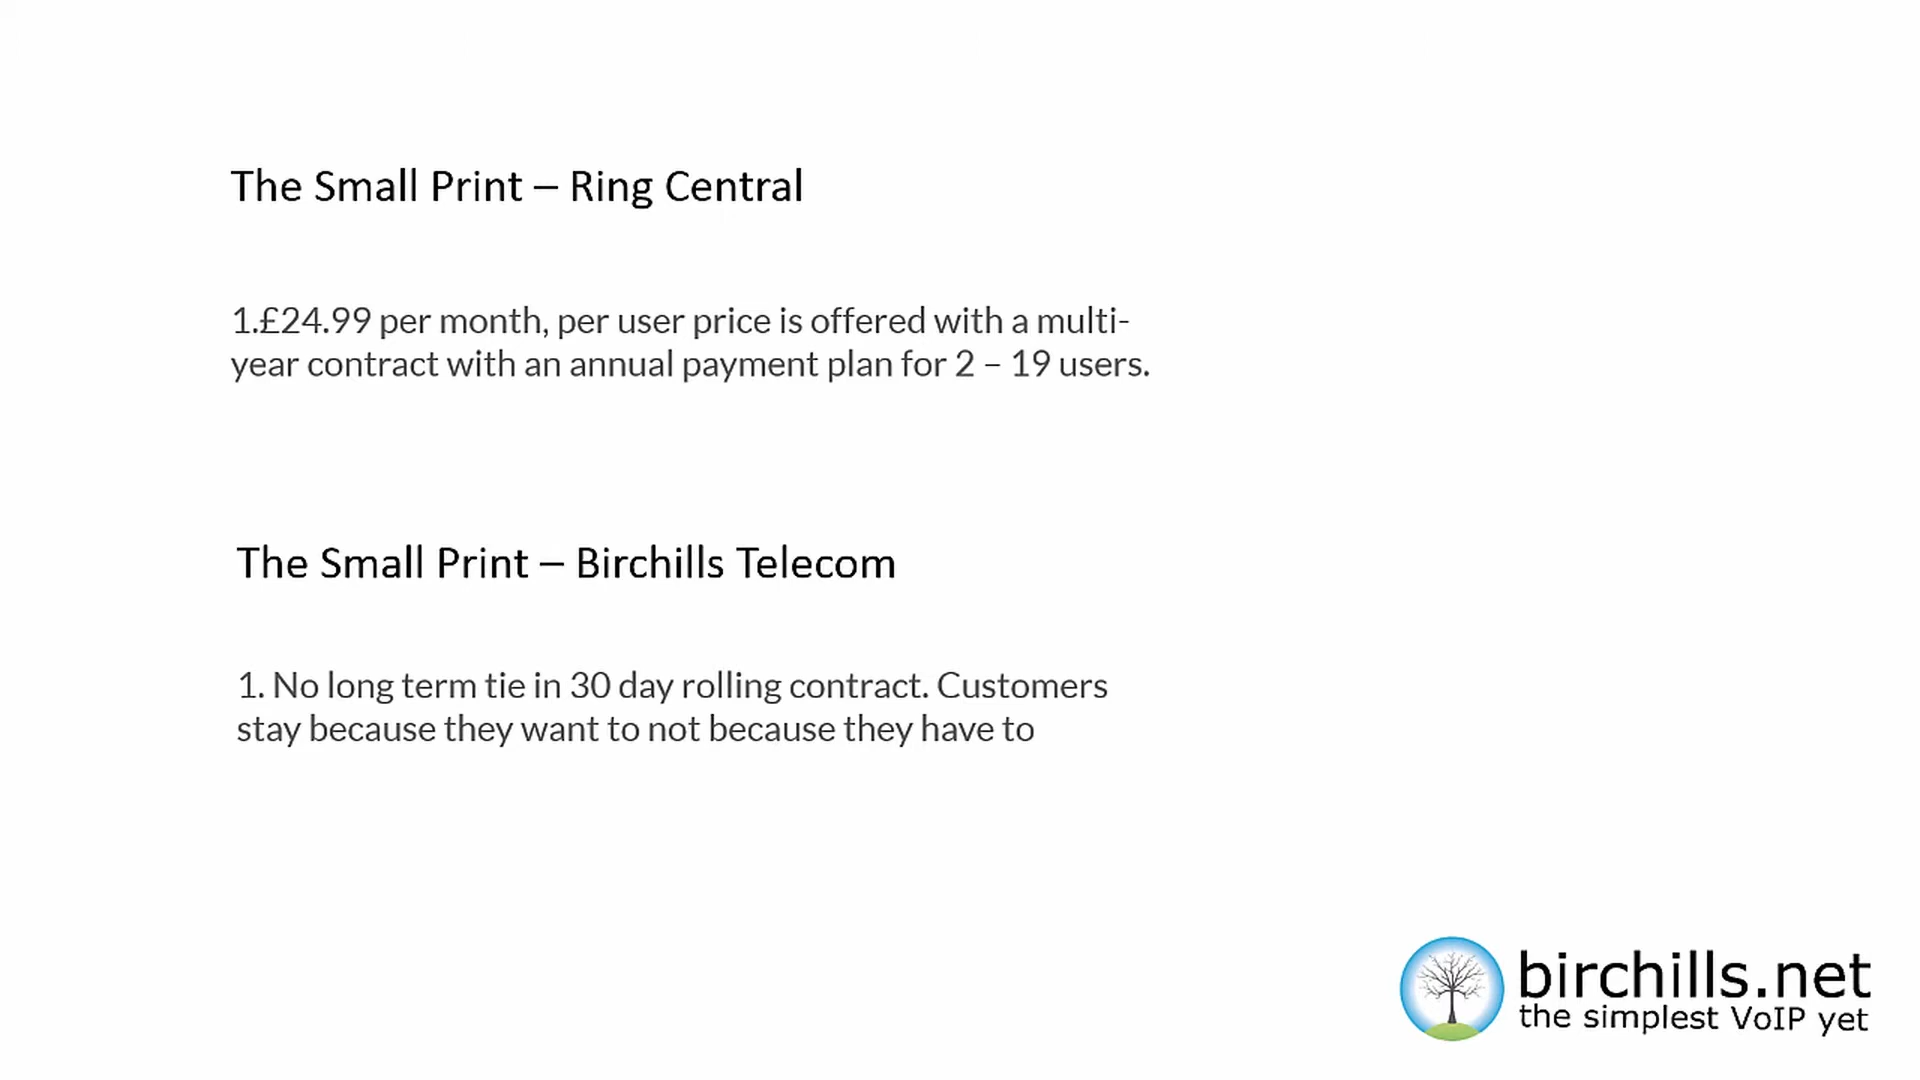 The Small Print – Ring Central
1.£24.99 per month, per user price is offered with a multi-
year contract with an annual payment plan for 2 – 19 users.
The Small Print – Birchills Telecom
1. No long term tie in 30 day rolling contract. Customers
stay because they want to not because they have to
birchills.net
the simplest VoIP yet